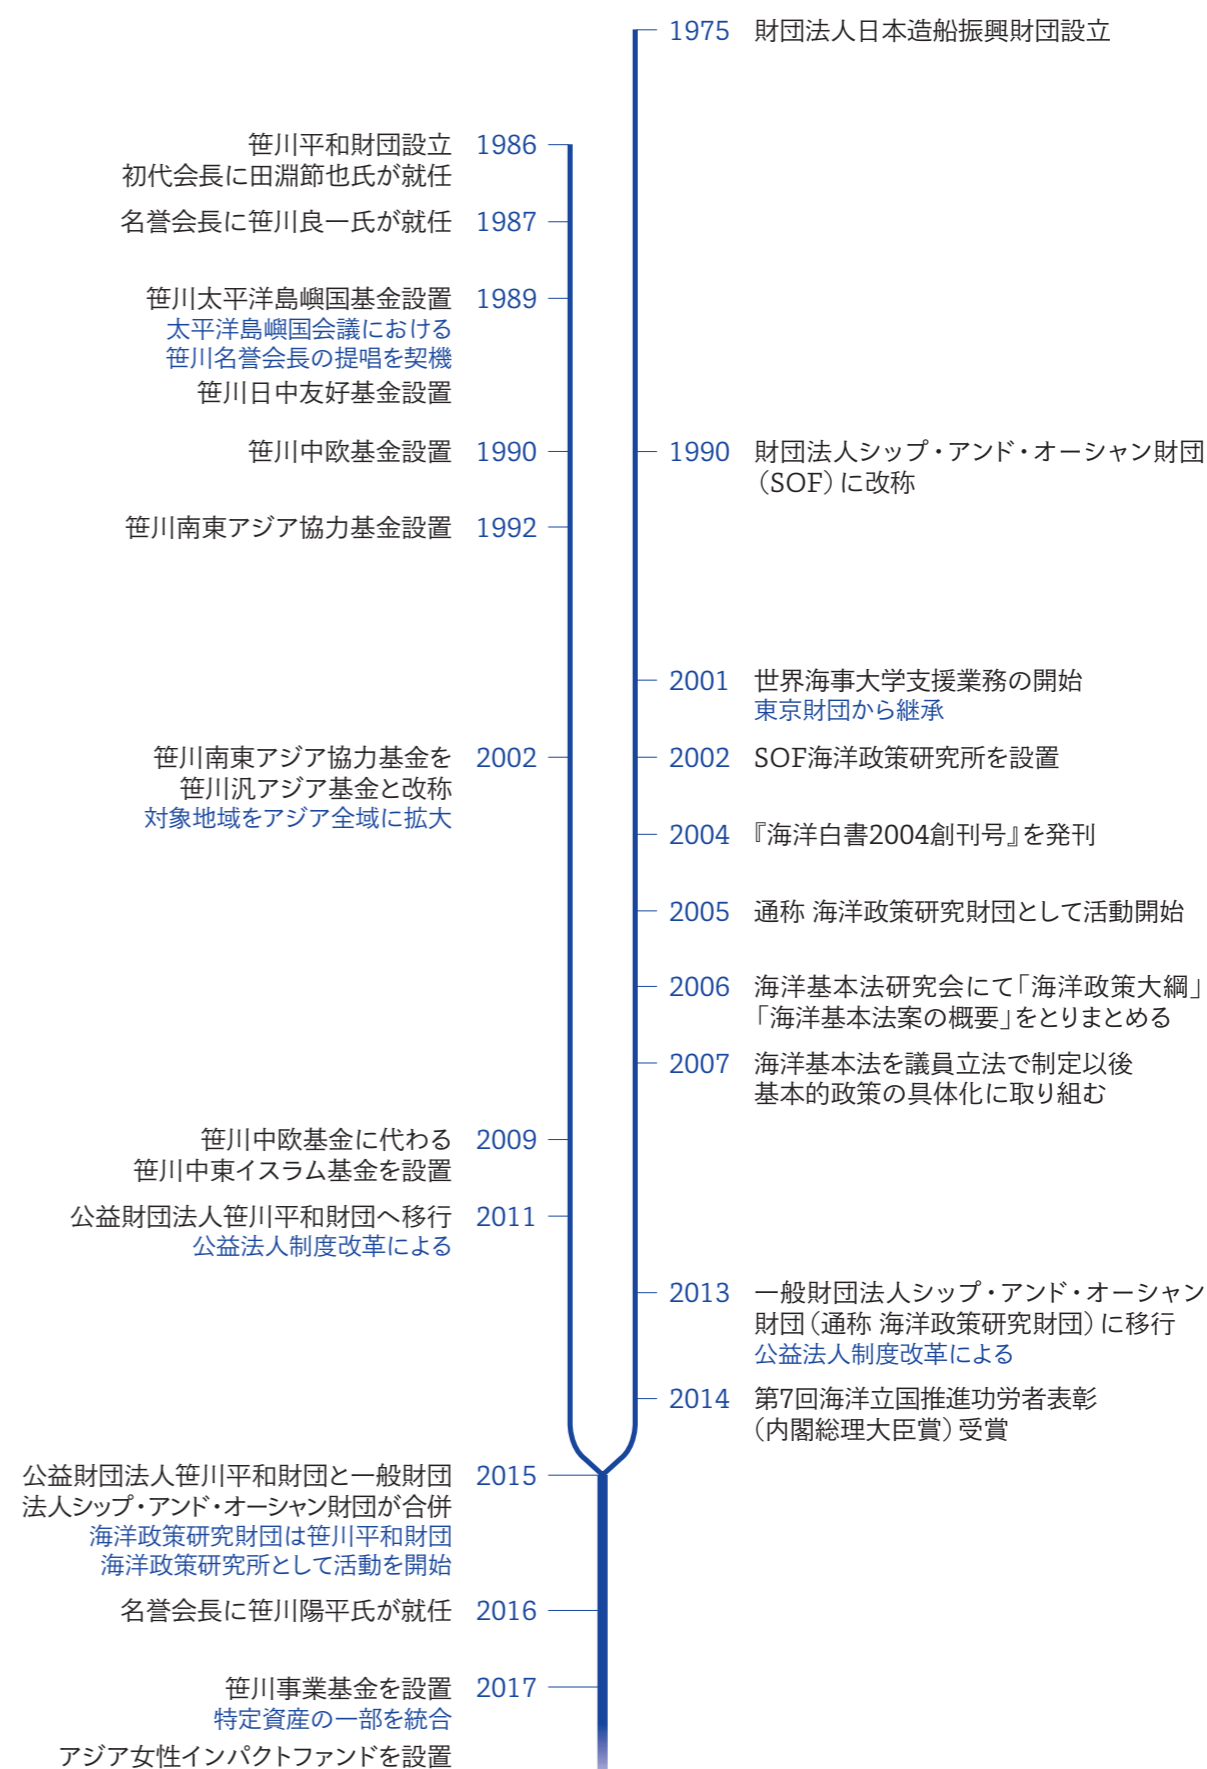 1975 財団法人日本造船振興財団設立
笹川平和財団設立 1986
初代会長に田淵節也氏が就任
名誉会長に笹川良一氏が就任 1987
笹川太平洋島嶼国基金設置 1989
太平洋島嶼国会議における
笹川名誉会長の提唱を契機
笹川日中友好基金設置
笹川中欧基金設置 1990
1990 財団法人シップ・アンド・オーシャン財団
（SOF）に改称
笹川南東アジア協力基金設置 1992
2001 世界海事大学支援業務の開始
東京財団から継承
笹川南東アジア協力基金を 2002
笹川汎アジア基金と改称
対象地域をアジア全域に拡大
2002 SOF海洋政策研究所を設置
2004 『海洋白書2004創刊号』を発刊
2005 通称 海洋政策研究財団として活動開始
2006 海洋基本法研究会にて「海洋政策大綱」
「海洋基本法案の概要」をとりまとめる
2007 海洋基本法を議員立法で制定以後
基本的政策の具体化に取り組む
笹川中欧基金に代わる 2009
笹川中東イスラム基金を設置
公益財団法人笹川平和財団へ移行 2011
公益法人制度改革による
2013 一般財団法人シップ・アンド・オーシャン
財団（通称 海洋政策研究財団）に移行
公益法人制度改革による
2014 第7回海洋立国推進功労者表彰
（内閣総理大臣賞）受賞
公益財団法人笹川平和財団と一般財団 2015
法人シップ・アンド・オーシャン財団が合併
海洋政策研究財団は笹川平和財団
海洋政策研究所として活動を開始
名誉会長に笹川陽平氏が就任 2016
笹川事業基金を設置 2017
特定資産の一部を統合
アジア女性インパクトファンドを設置